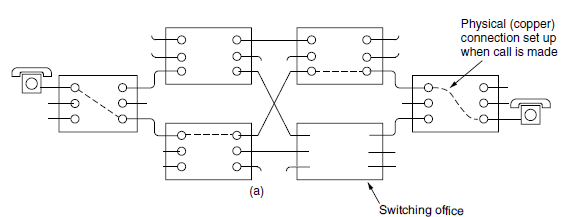 Physical (copper)
connection set up
when call is made
(a)
Switching office